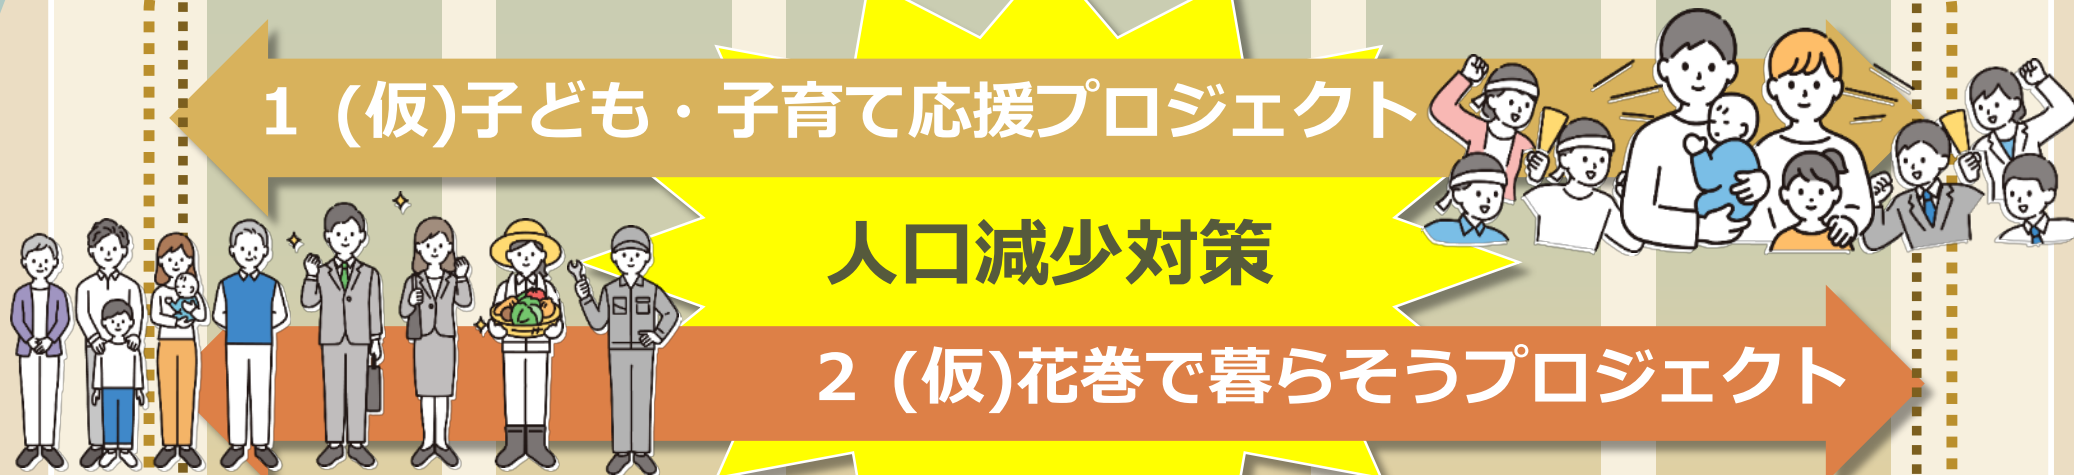 1 (仮)子ども・子育て応援プロジェクト
人口減少対策
2 (仮)花巻で暮らそうプロジェクト